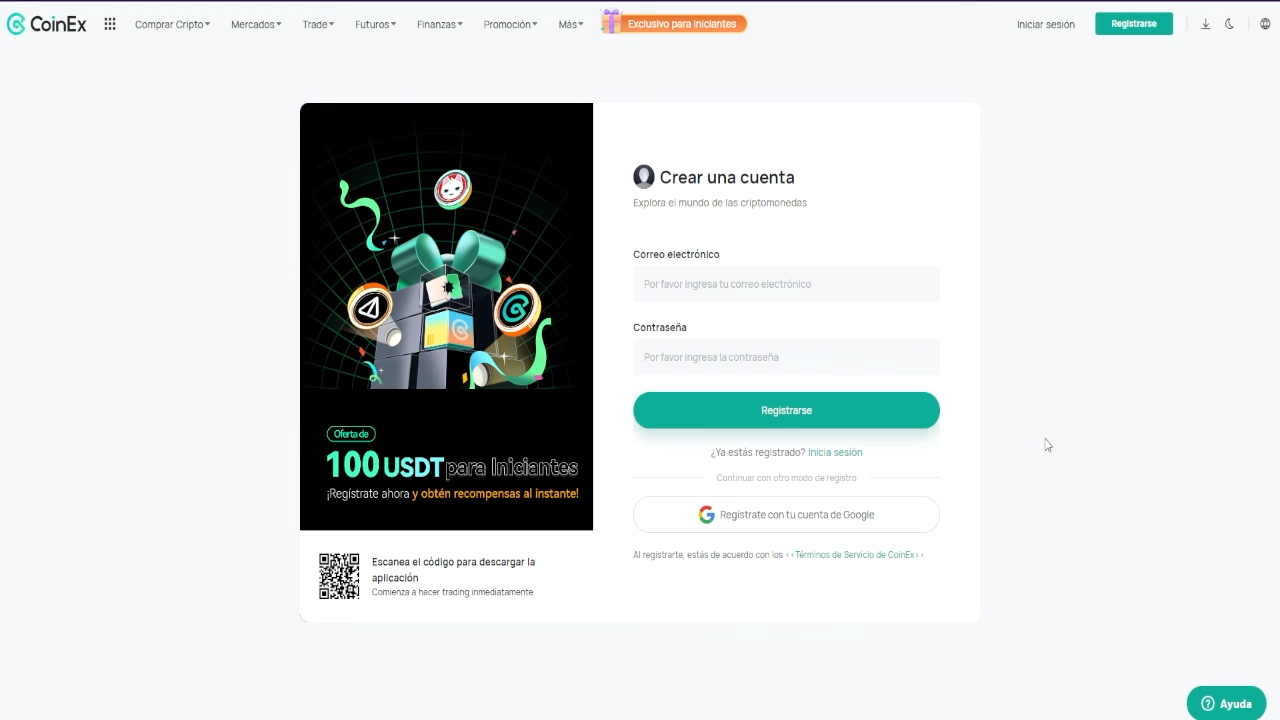 CoinEx
Comprar Cripto
Mercados
Trade
Futuros
Finanzas
Promoción
Más
Exclusivo para Iniciantes
Iniciar sesión
Registrarse
Oferta de
100 USDT para Iniciantes
¡Regístrate ahora y obtén recompensas al instante!
Escanea el código para descargar la
aplicación
Comienza a hacer trading inmediatamente
Crear una cuenta
Explora el mundo de las criptomonedas
Correo electrónico
Por favor ingresa tu correo electrónico
Contraseña
Por favor ingresa la contraseña
Registrarse
¿Ya estás registrado? Inicia sesión
Continuar con otro modo de registro
Regístrate con tu cuenta de Google
Al registrarte, estás de acuerdo con los <<Términos de Servicio de CoinEx>>
Ayuda